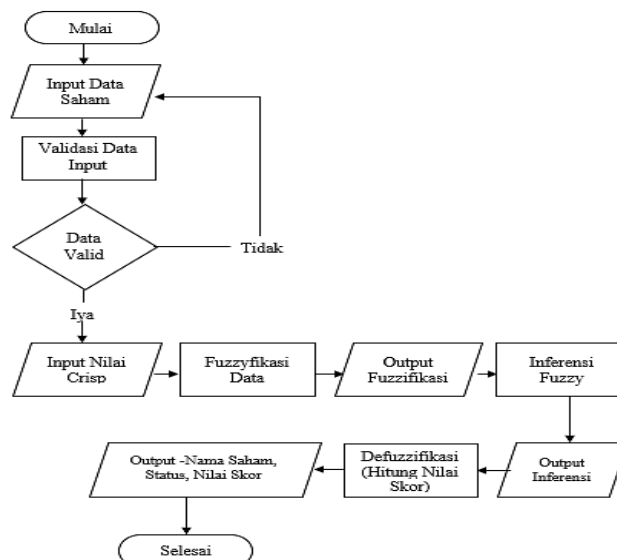 Mulai
Input Data
Saham
Validasi Data
Input
Data
Valid
Tidak
Iya
Input Nilai
Crisp
Fuzzyfikasi
Data
Output
Fuzzifikasi
Inferensi
Fuzzy
Output
Inferensi
Defuzzifikasi
(Hitung Nilai
Skor)
Output -Nama Saham,
Status, Nilai Skor
Selesai